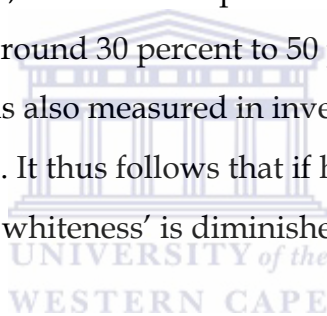 round 30 percent to 50
s also measured in inve
. It thus follows that if h
whiteness’ is diminishe
UNIVERSITY of the
WESTERN CAPE